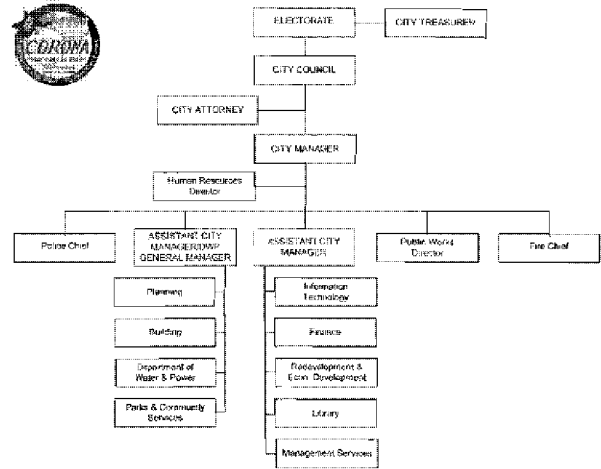 CORONA
ELECTORATE
CITY TREASURER
CITY COUNCIL
CITY ATTORNEY
CITY MANAGER
Human Resources
Director
Police Chief
ASSISTANT CITY
MANAGER/DWP
GENERAL MANAGER
ASSISTANT CITY
MANAGER
Public Works
Director
Fire Chief
Planning
Information
Technology
Building
Finance
Department of
Water & Power
Redevelopment &
Econ. Development
Parks & Community
Services
Library
Management Services